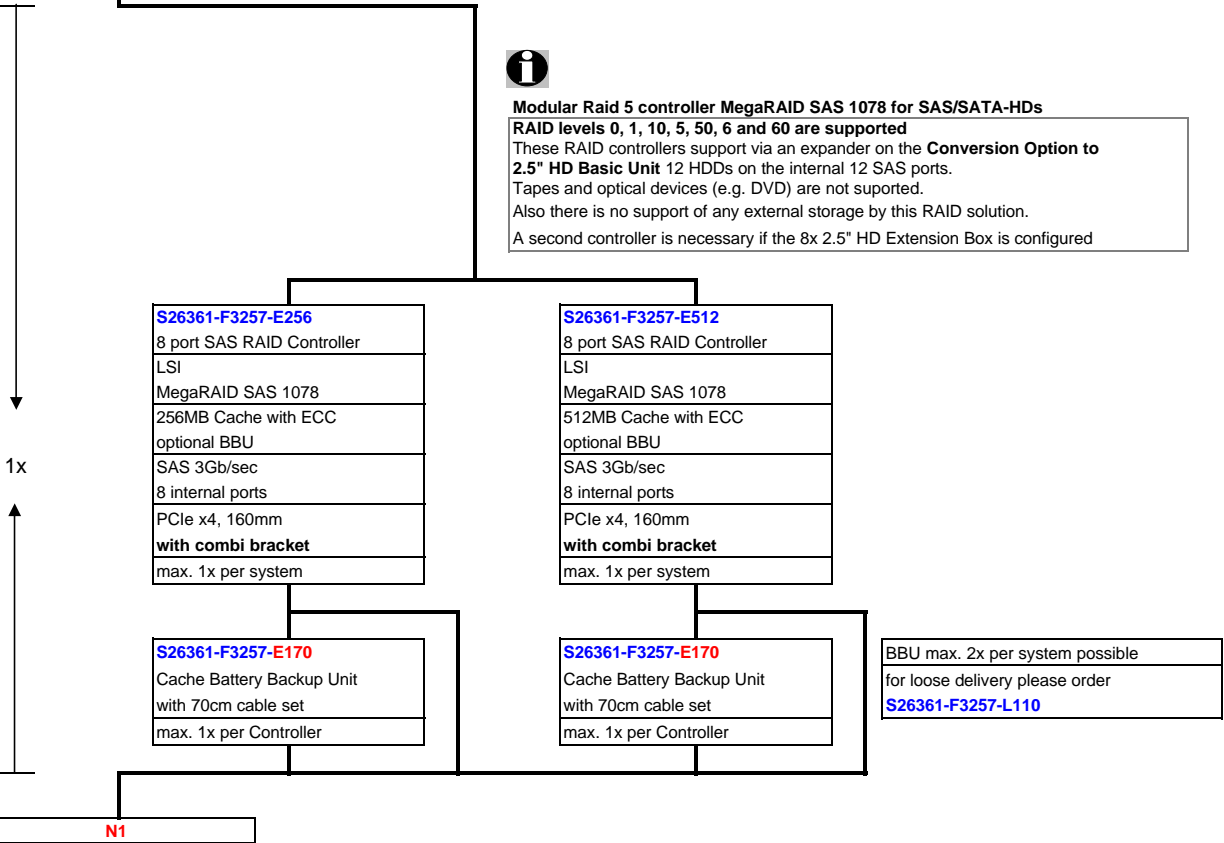 Modular Raid 5 controller MegaRAID SAS 1078 for SAS/SATA-HDs
RAID levels 0, 1, 10, 5, 50, 6 and 60 are supported
These RAID controllers support via an expander on the Conversion Option to
2.5" HD Basic Unit 12 HDDs on the internal 12 SAS ports.
Tapes and optical devices (e.g. DVD) are not suported.
Also there is no support of any external storage by this RAID solution.
A second controller is necessary if the 8x 2.5" HD Extension Box is configured
1x
S26361-F3257-E256
8 port SAS RAID Controller
LSI
MegaRAID SAS 1078
256MB Cache with ECC
optional BBU
SAS 3Gb/sec
8 internal ports
PCIe x4, 160mm
with combi bracket
max. 1x per system
S26361-F3257-E512
8 port SAS RAID Controller
LSI
MegaRAID SAS 1078
512MB Cache with ECC
optional BBU
SAS 3Gb/sec
8 internal ports
PCIe x4, 160mm
with combi bracket
max. 1x per system
S26361-F3257-E170
Cache Battery Backup Unit
with 70cm cable set
max. 1x per Controller
S26361-F3257-E170
Cache Battery Backup Unit
with 70cm cable set
max. 1x per Controller
BBU max. 2x per system possible
for loose delivery please order
S26361-F3257-L110
N1